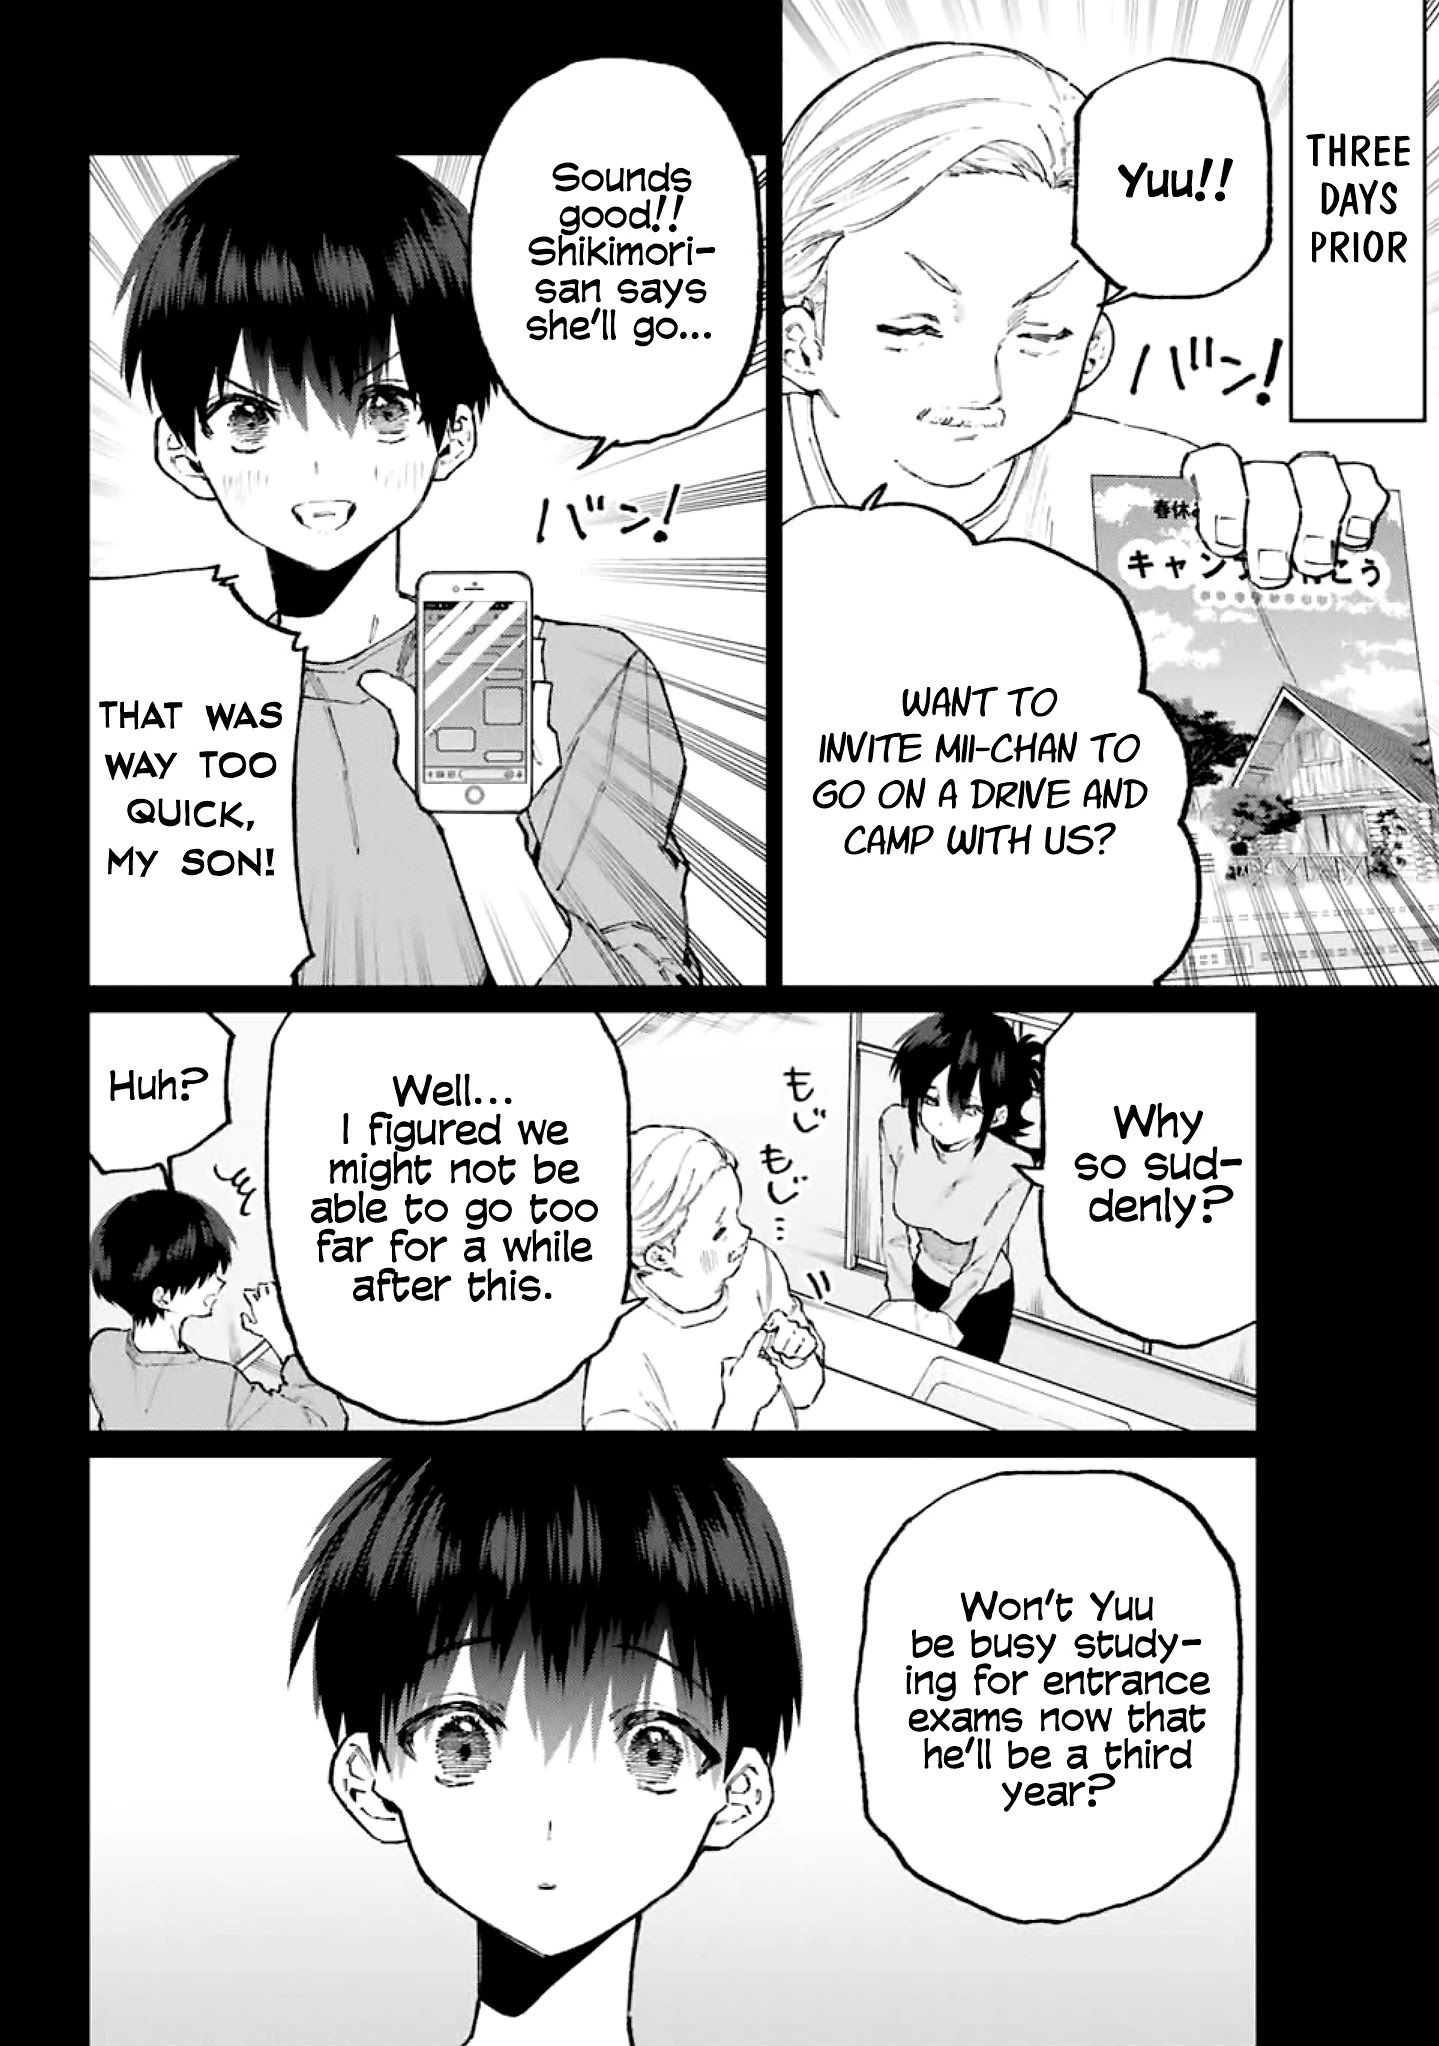 THREE
DAYS
PRIOR
Yuu!!
バン!
春休み
キャン
こう
WANT TO
INVITE MII-CHAN TO
GO ON A DRIVE AND
CAMP WITH US?
Sounds
good!!
Shikimori-
san says
she'll go...
バン!
THAT WAS
WAY TOO
QUICK,
MY SON!
Why
so sud-
denly?
もじ
もじ...
Well...
I figured we
might not be
able to go too
far for a while
after this.
Huh?
Won't Yuu
be busy study-
ing for entrance
exams now that
he'll be a third
year?